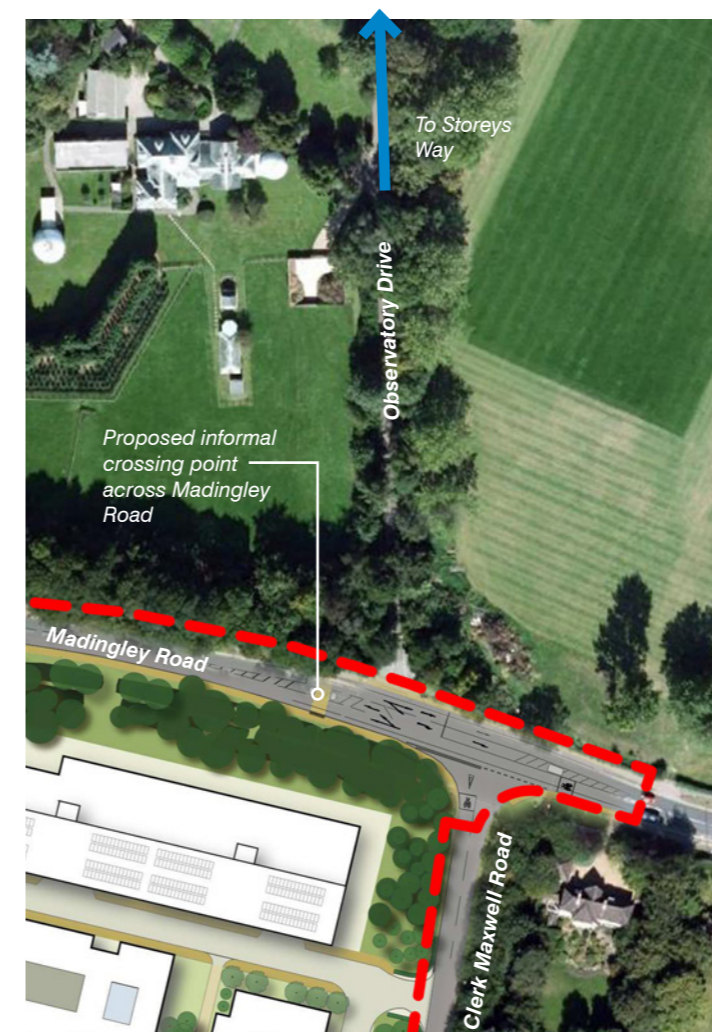 To Storeys
Way
Observatory Drive
Proposed informal
crossing point
across Madingley
Road
Madingley Road
Clerk Maxwell Road